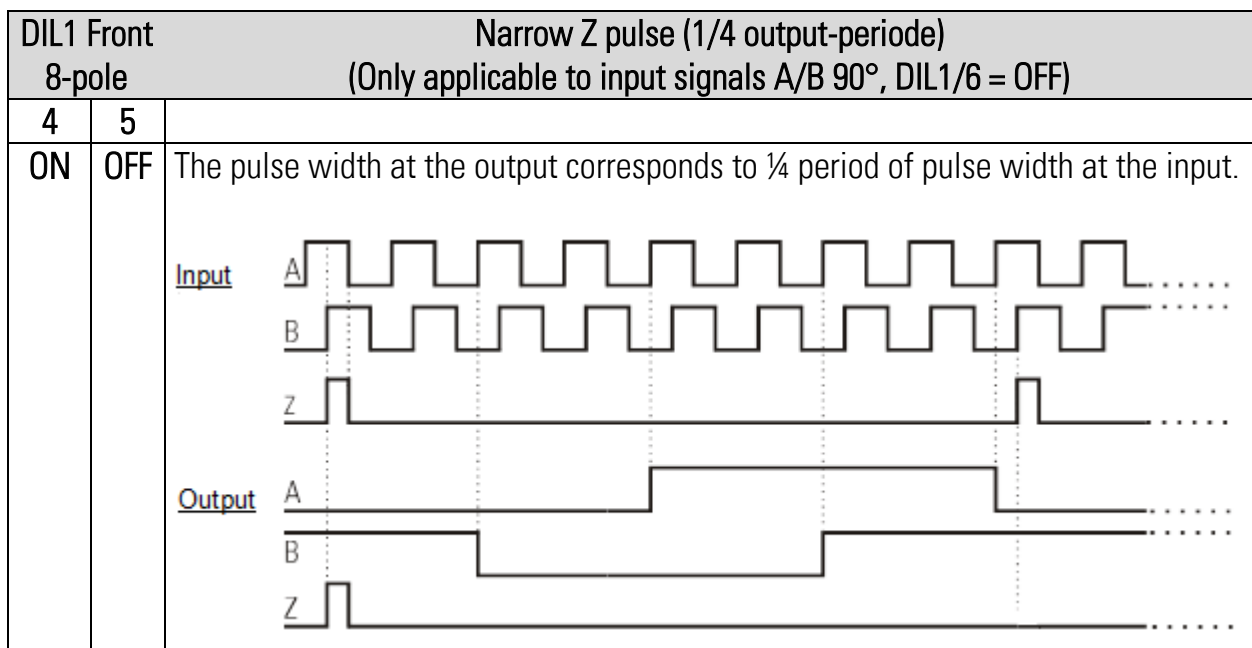 DIL1 Front
8-pole
Narrow Z pulse (1/4 output-periode)
(Only applicable to input signals A/B 90°, DIL1/6 = OFF)
4 5
ON OFF The pulse width at the output corresponds to ¼ period of pulse width at the input.
Input A
B
Z
Output A
B
Z